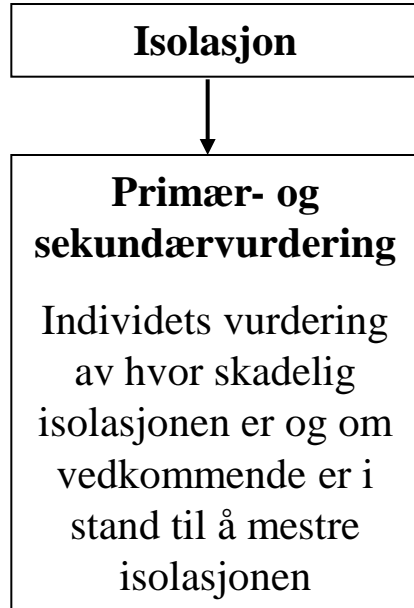 Isolasjon
Primær- og
sekundærvurdering
Individets vurdering
av hvor skadelig
isolasjonen er og om
vedkommende er i
stand til å mestre
isolasjonen